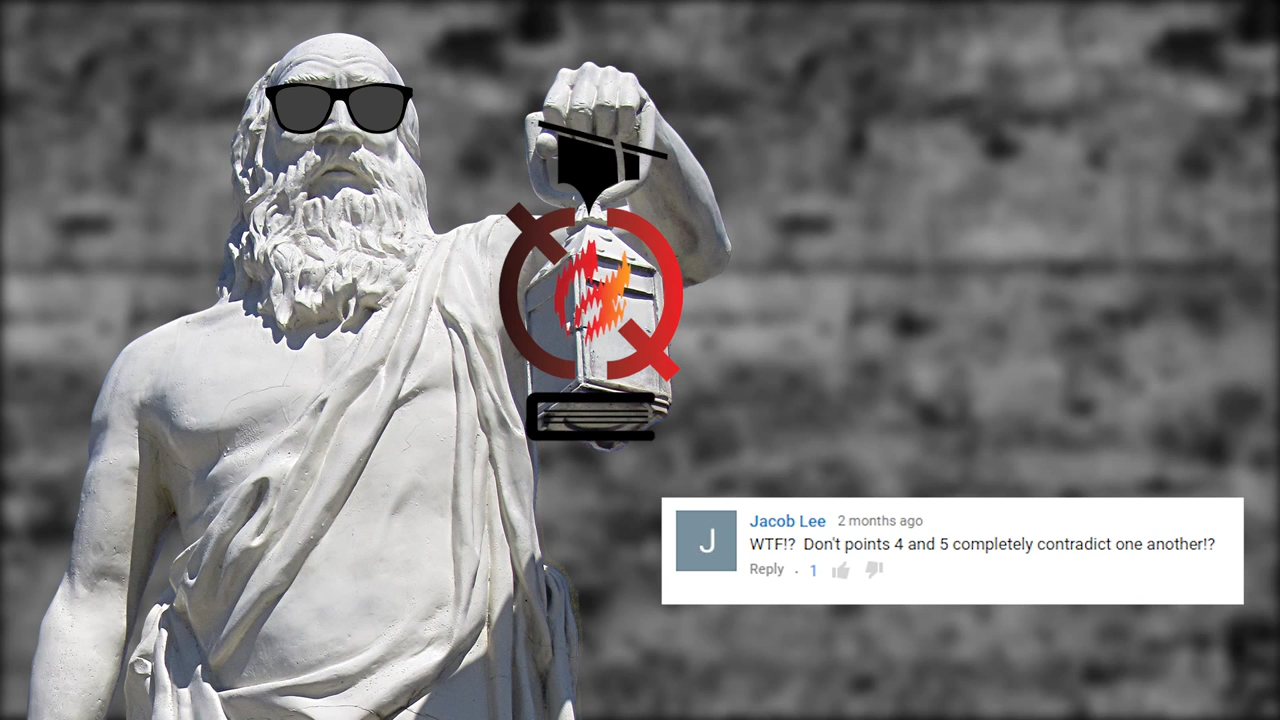 J
Jacob Lee 2 months ago
WTF!?  Don't points 4 and 5 completely contradict one another!?
Reply . 1